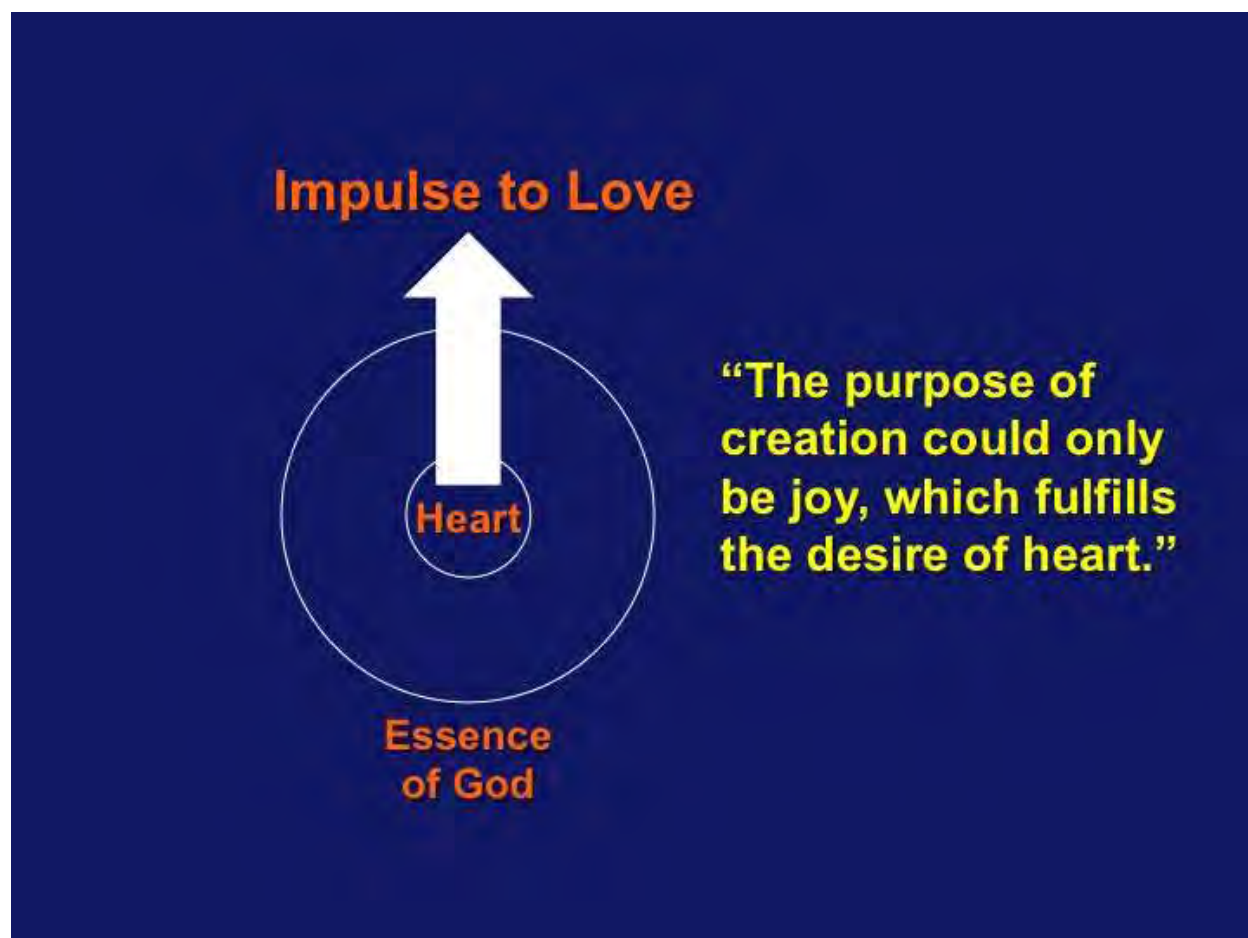 Impulse to Love
Heart
“The purpose of
creation could only
be joy, which fulfills
the desire of heart.”
Essence
of God